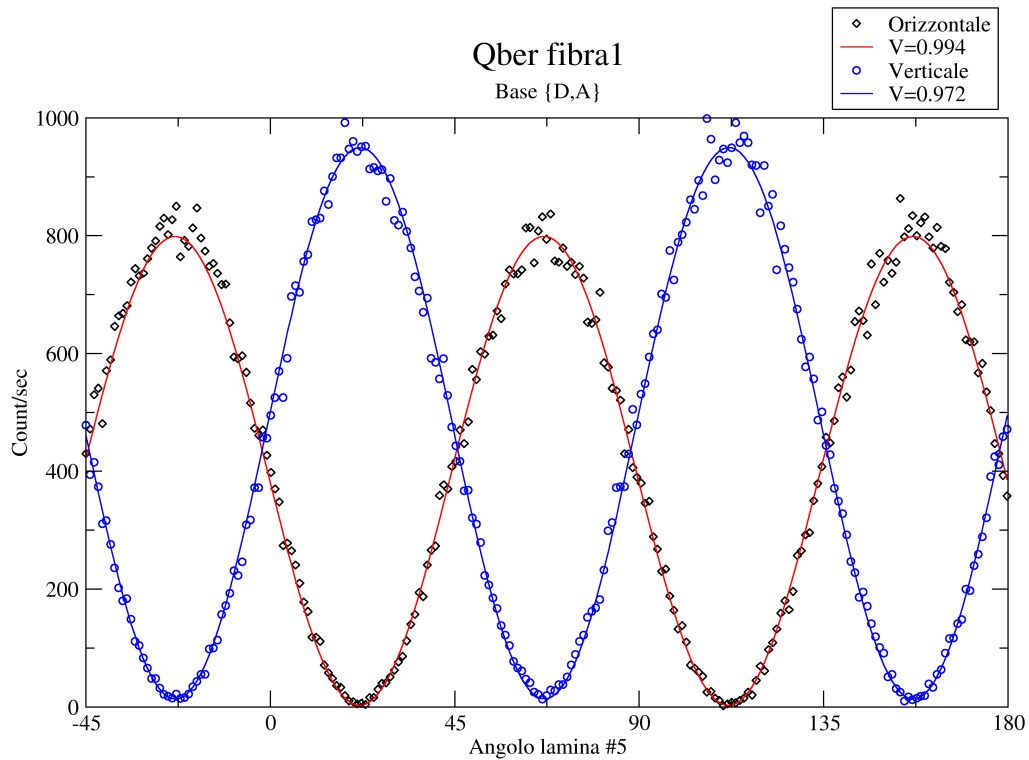 Orizzontale
V=0.994
Verticale
V=0.972
Qber fibra1
Base {D,A}
1000
800
600
400
200
0
Count/sec
-45 0 45 90 135 180
Angolo lamina #5